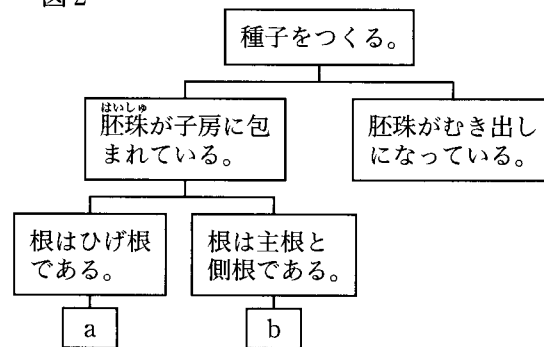 図2
種子をつくる。
はいしゅ
胚珠が子房に包
まれている。
胚珠がむき出し
になっている。
根はひげ根
である。
根は主根と
側根である。
a
b